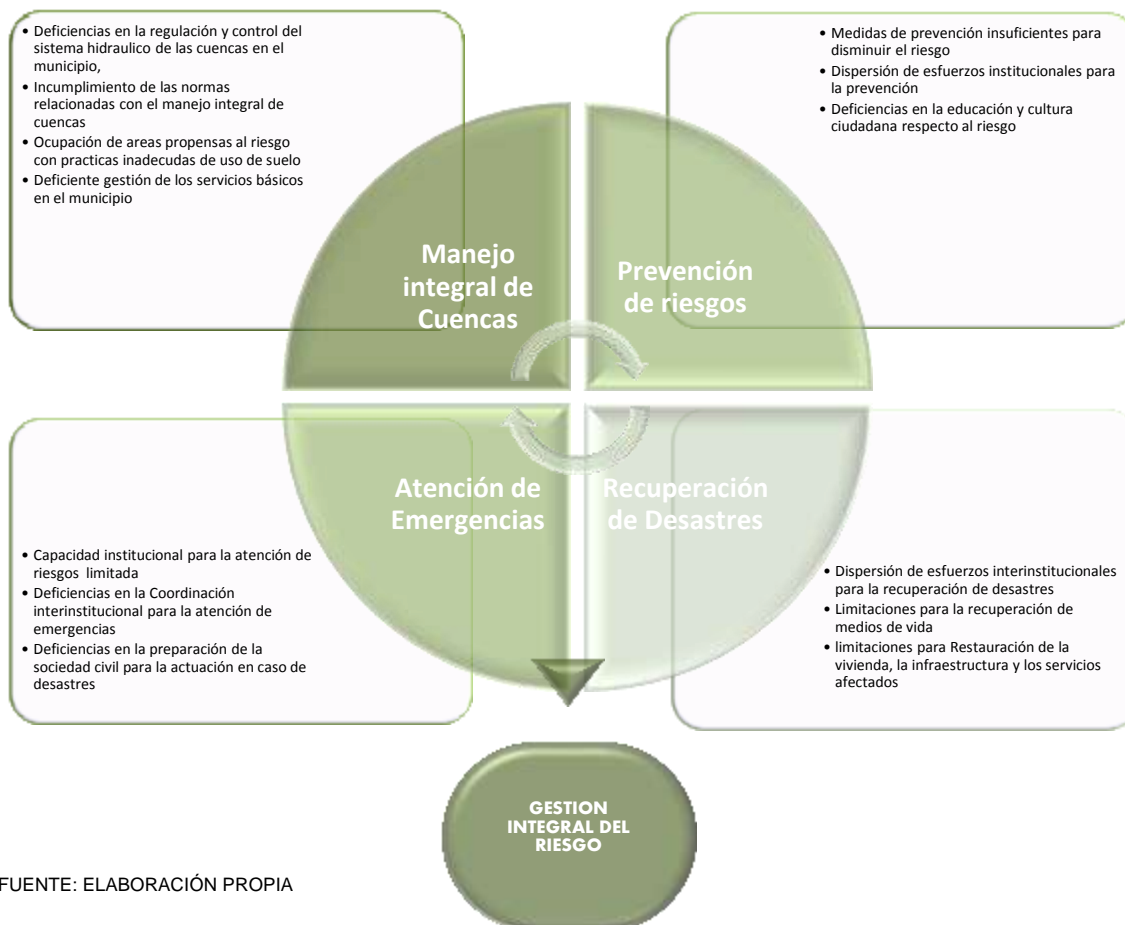 • Deficiencias en la regulación y control del
sistema hidraulico de las cuencas en el
municipio,
• Incumplimiento de las normas
relacionadas con el manejo integral de
cuencas
• Ocupación de areas propensas al riesgo
con practicas inadecudas de uso de suelo
• Deficiente gestión de los servicios básicos
en el municipio
• Medidas de prevención insuficientes para
disminuir el riesgo
• Dispersión de esfuerzos institucionales para
la prevención
• Deficiencias en la educación y cultura
ciudadana respecto al riesgo
Manejo
integral de
Cuencas
Prevención
de riesgos
Atención de
Emergencias
Recuperación
de Desastres
• Capacidad institucional para la atención de
riesgos limitada
• Deficiencias en la Coordinación
interinstitucional para la atención de
emergencias
• Deficiencias en la preparación de la
sociedad civil para la actuación en caso de
desastres
• Dispersión de esfuerzos interinstitucionales
para la recuperación de desastres
• Limitaciones para la recuperación de
medios de vida
• limitaciones para Restauración de la
vivienda, la infraestructura y los servicios
afectados
GESTION
INTEGRAL DEL
RIESGO
FUENTE: ELABORACIÓN PROPIA